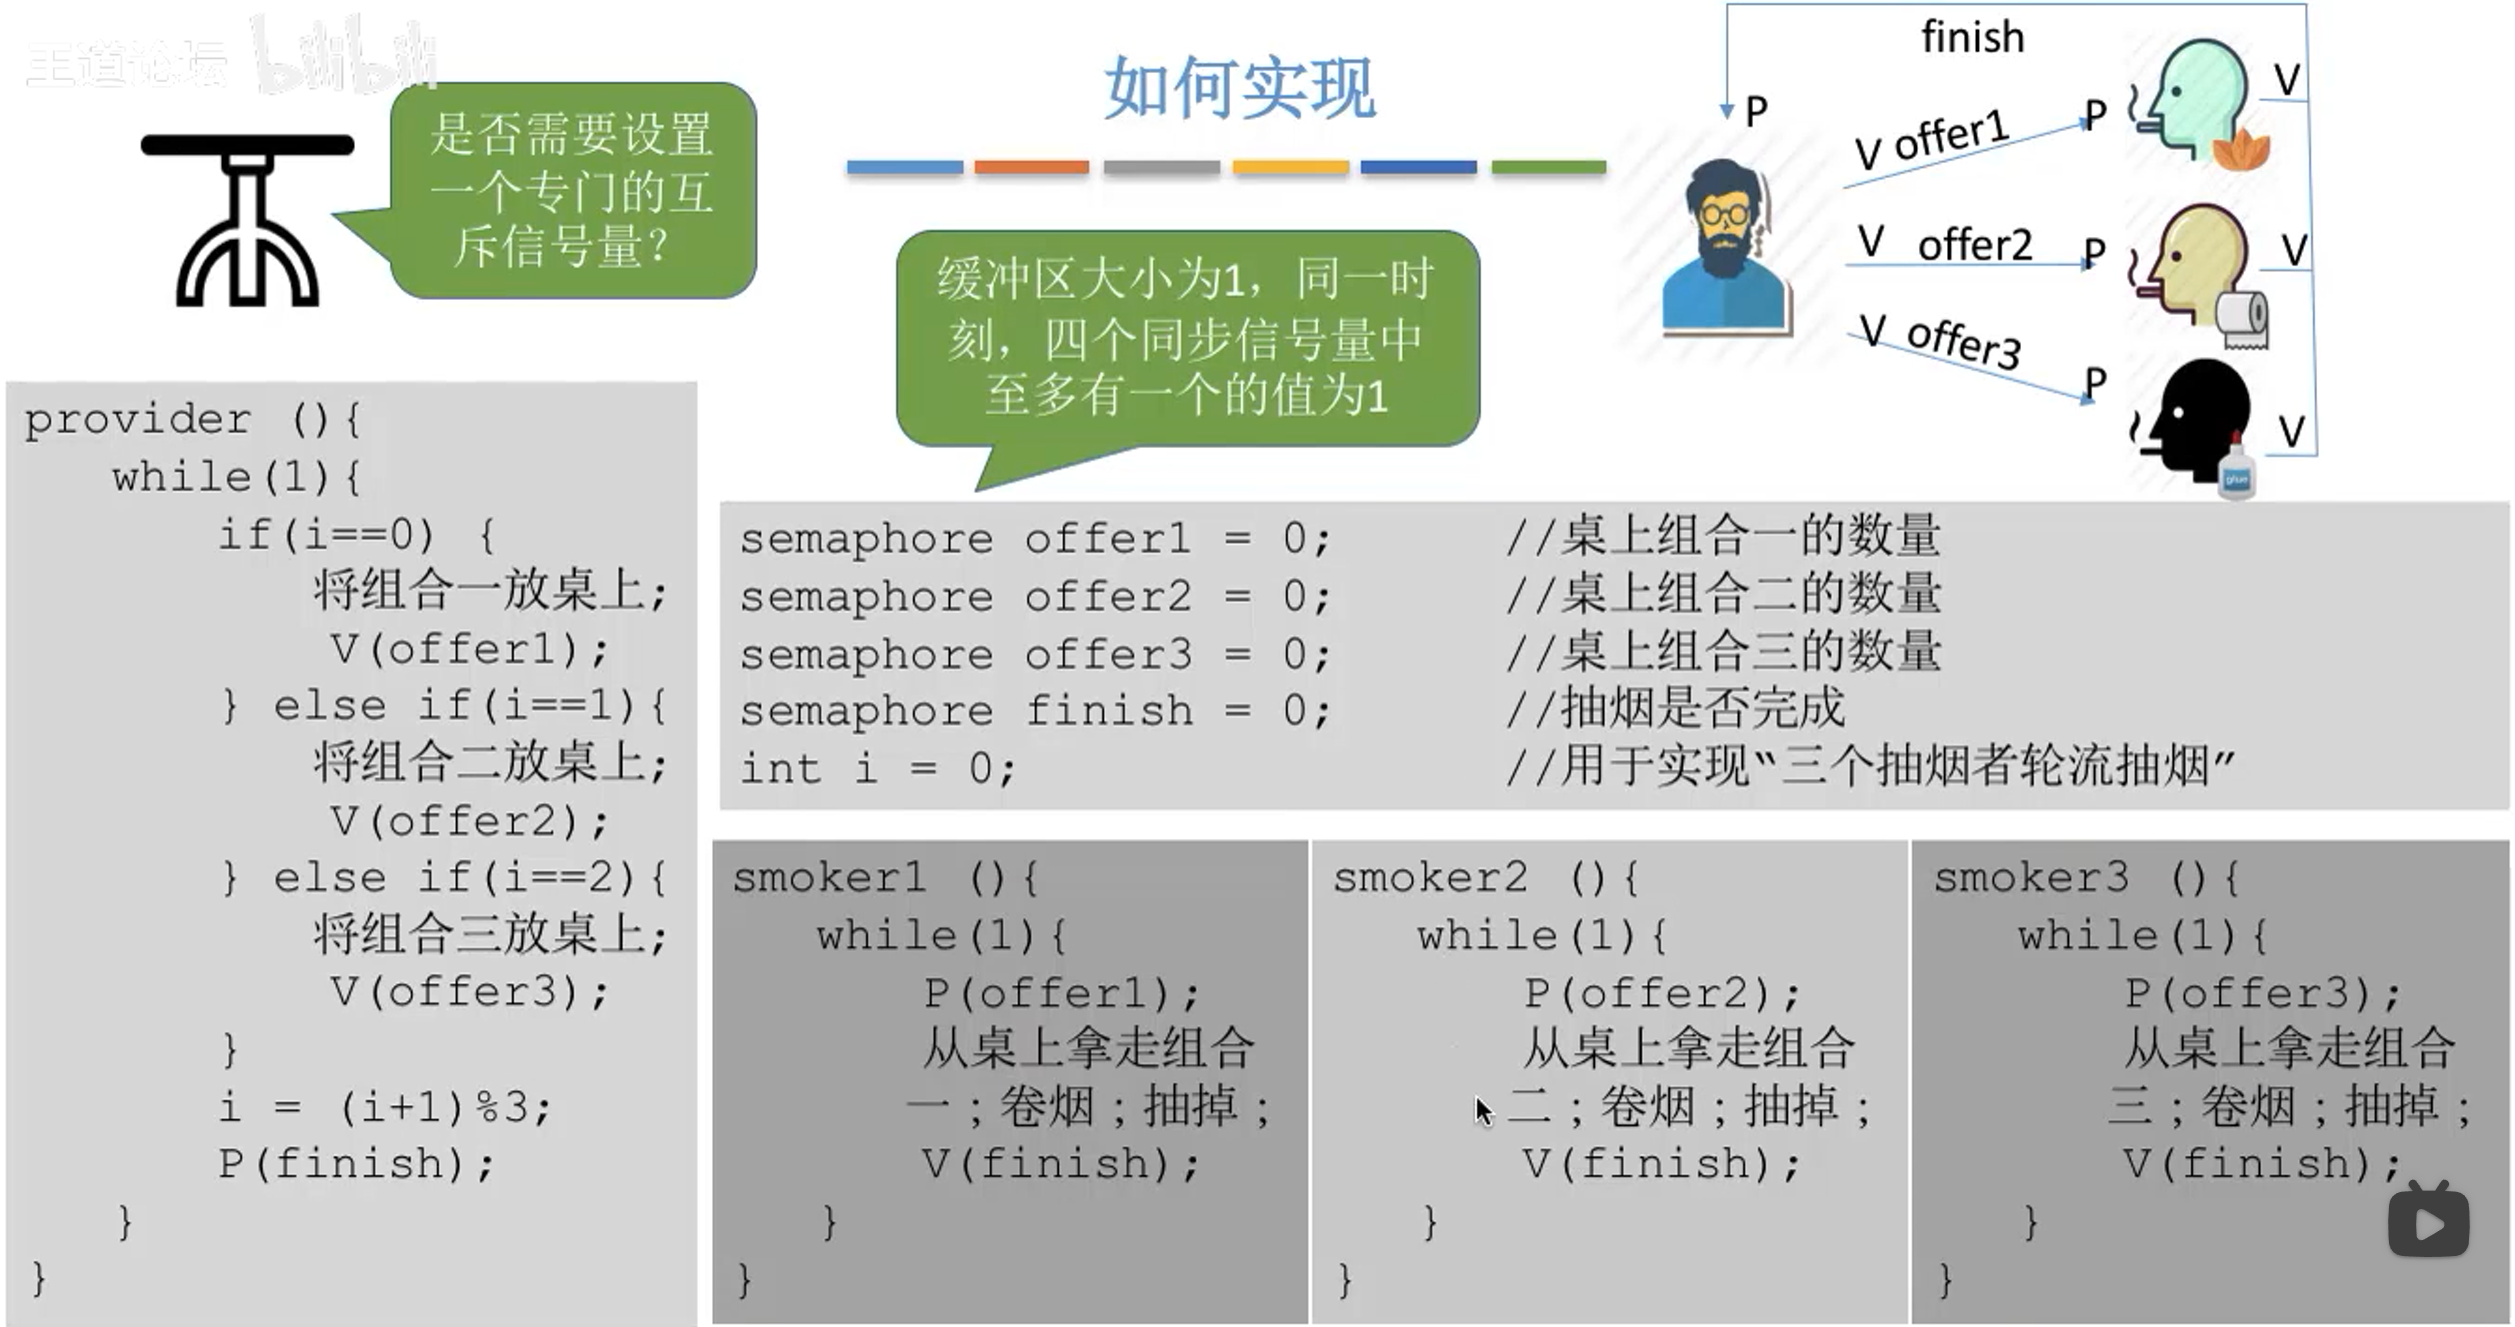 王道论坛 bilibili
如何实现
是否需要设置
一个专门的互
斥信号量？
缓冲区大小为1，同一时
刻，四个同步信号量中
至多有一个的值为1
finish
P
V offer1 P
V offer2 P
V offer3 P
V
V
V
glue
provider (){
while(1){
if(i==0) {
将组合一放桌上;
V(offer1);
} else if(i==1){
将组合二放桌上;
V(offer2);
} else if(i==2){
将组合三放桌上;
V(offer3);
}
i = (i+1)%3;
P(finish);
}
}
semaphore offer1 = 0; //桌上组合一的数量
semaphore offer2 = 0; //桌上组合二的数量
semaphore offer3 = 0; //桌上组合三的数量
semaphore finish = 0; //抽烟是否完成
int i = 0; //用于实现“三个抽烟者轮流抽烟”
smoker1 (){
while(1){
P(offer1);
从桌上拿走组合
一；卷烟；抽掉；
V(finish);
}
}
smoker2 (){
while(1){
P(offer2);
从桌上拿走组合
二；卷烟；抽掉；
V(finish);
}
}
smoker3 (){
while(1){
P(offer3);
从桌上拿走组合
三；卷烟；抽掉；
V(finish);
}
}